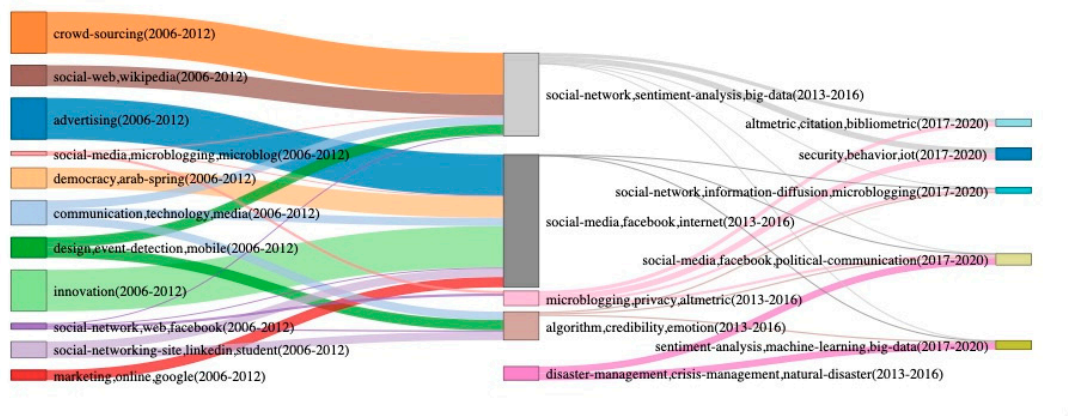 crowd-sourcing(2006-2012)
social-web,wikipedia(2006-2012)
advertising(2006-2012)
social-media,microblogging,microblog(2006-2012)
democracy,arab-spring(2006-2012)
communication,technology,media(2006-2012)
design,event-detection,mobile(2006-2012)
innovation(2006-2012)
social-network,web,facebook(2006-2012)
social-networking-site,linkedin,student(2006-2012)
marketing,online,google(2006-2012)
social-network,sentiment-analysis,big-data(2013-2016)
social-media,facebook,internet(2013-2016)
microblogging,privacy,altmetric(2013-2016)
algorithm,credibility,emotion(2013-2016)
disaster-management,crisis-management,natural-disaster(2013-2016)
altmetric,citation,bibliometric(2017-2020)
security,behavior,iot(2017-2020)
social-network,information-diffusion,microblogging(2017-2020)
social-media,facebook,political-communication(2017-2020)
sentiment-analysis,machine-learning,big-data(2017-2020)